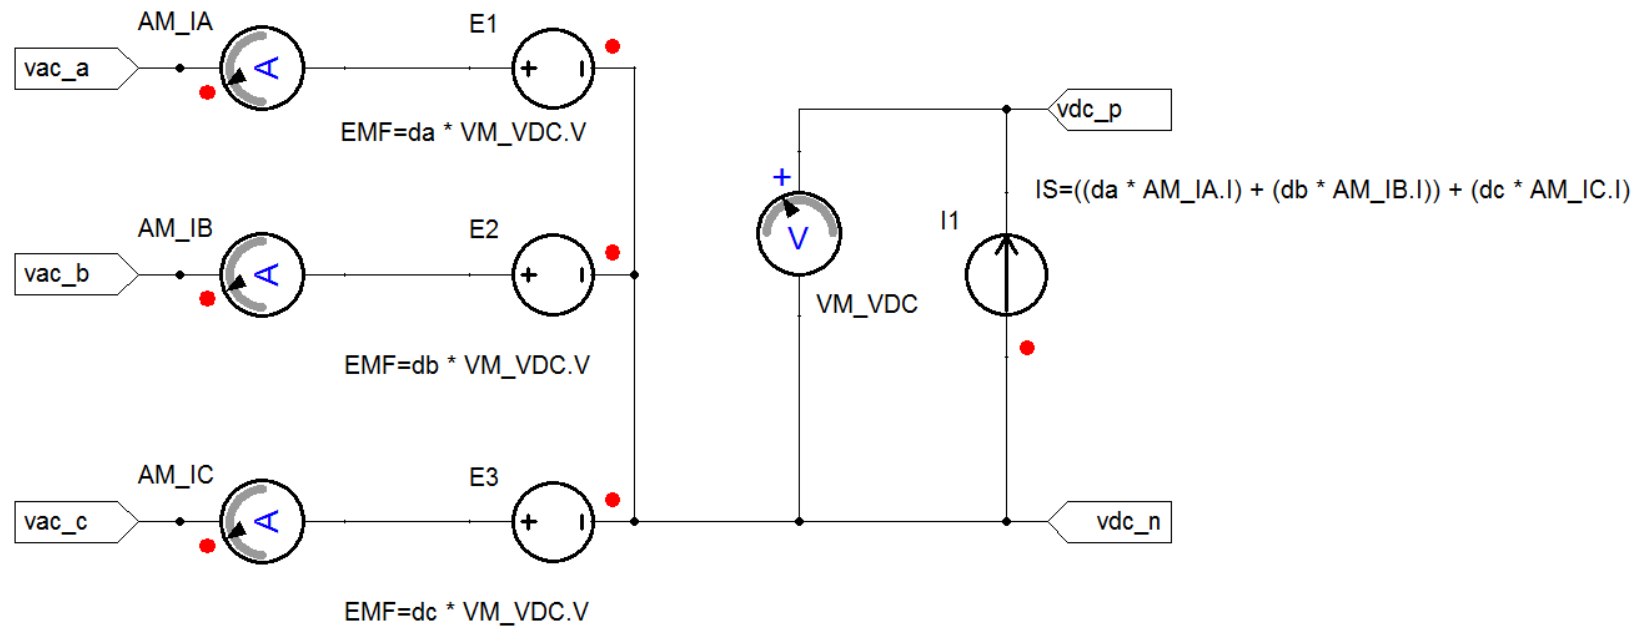 AM_IA
E1
vac_a
A
+
-
EMF=da * VM_VDC.V
vdc_p
+
IS=((da * AM_IA.I) + (db * AM_IB.I)) + (dc * AM_IC.I)
AM_IB
E2
I1
V
vac_b
A
+
-
VM_VDC
EMF=db * VM_VDC.V
AM_IC
E3
vac_c
A
+
-
vdc_n
EMF=dc * VM_VDC.V